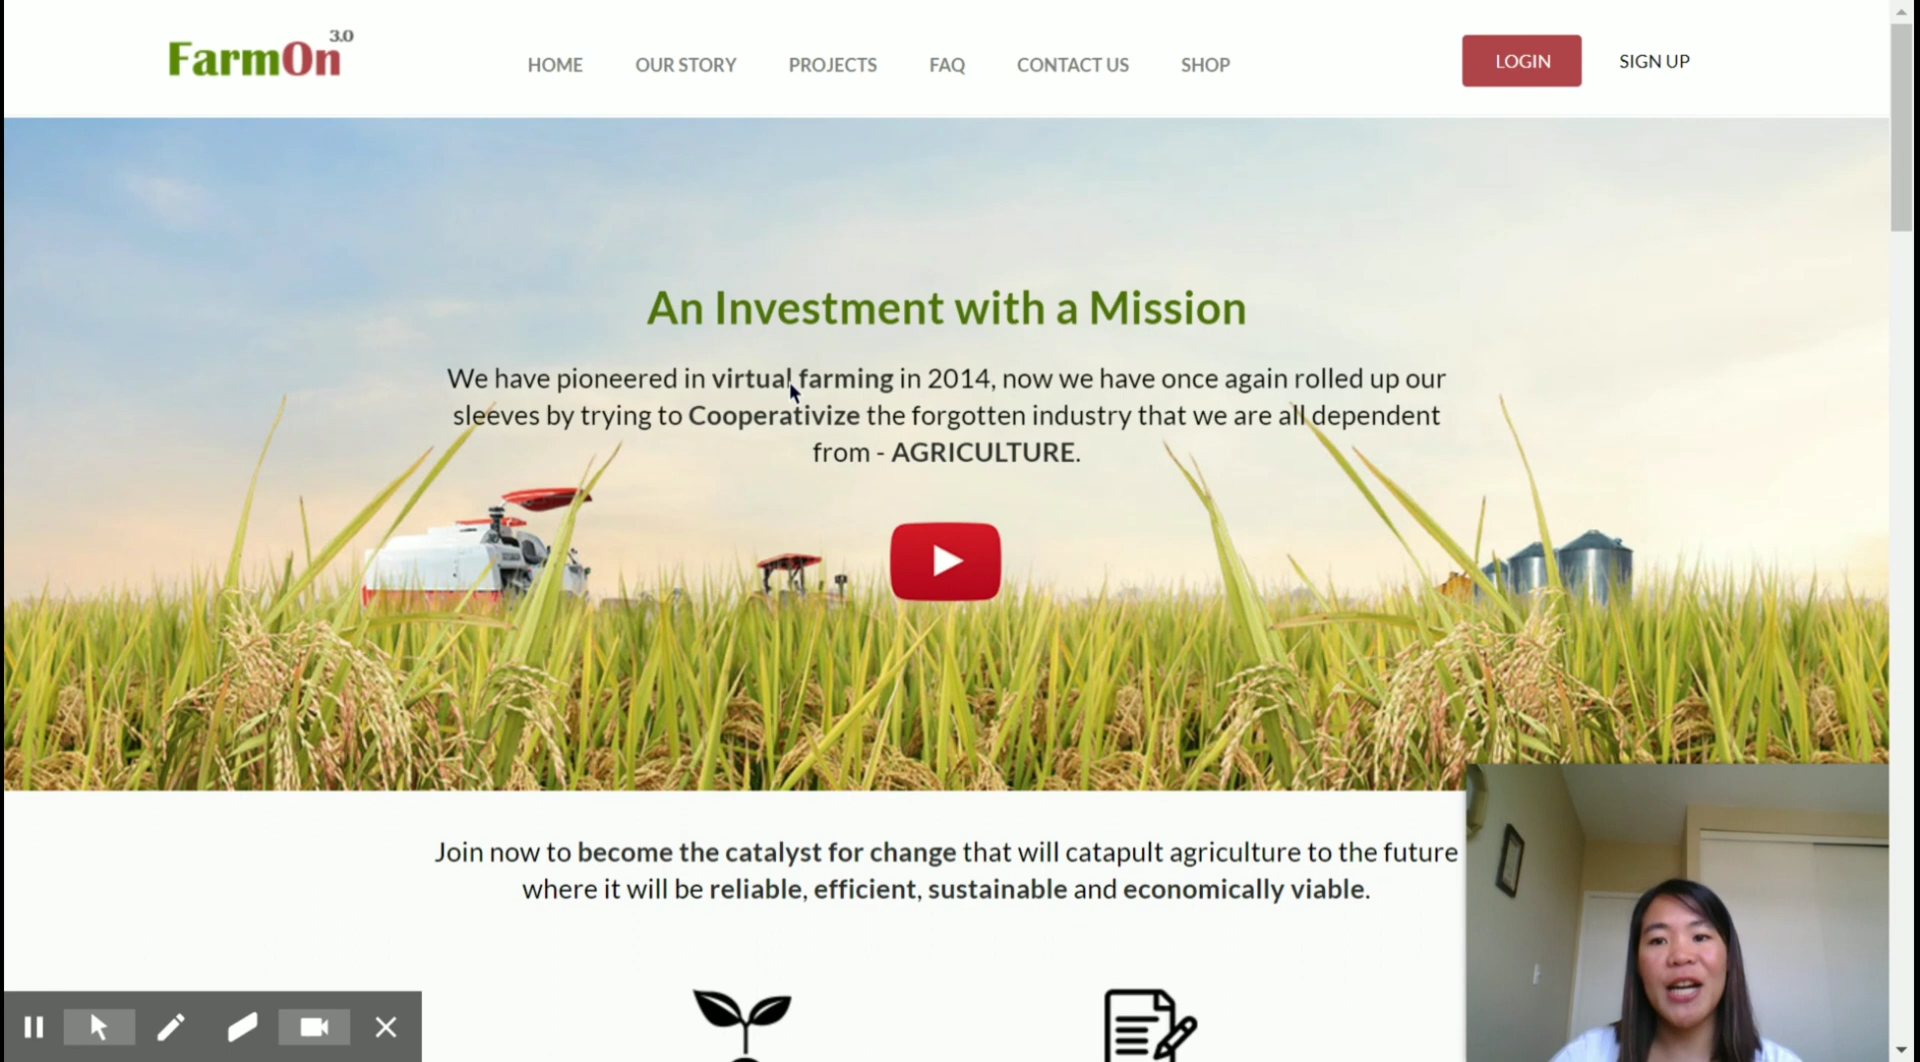 FarmOn 3.0
HOME OUR STORY PROJECTS FAQ CONTACT US SHOP
LOGIN SIGN UP
An Investment with a Mission
We have pioneered in virtual farming in 2014, now we have once again rolled up our
sleeves by trying to Cooperativize the forgotten industry that we are all dependent
from - AGRICULTURE.
Join now to become the catalyst for change that will catapult agriculture to the future
where it will be reliable, efficient, sustainable and economically viable.